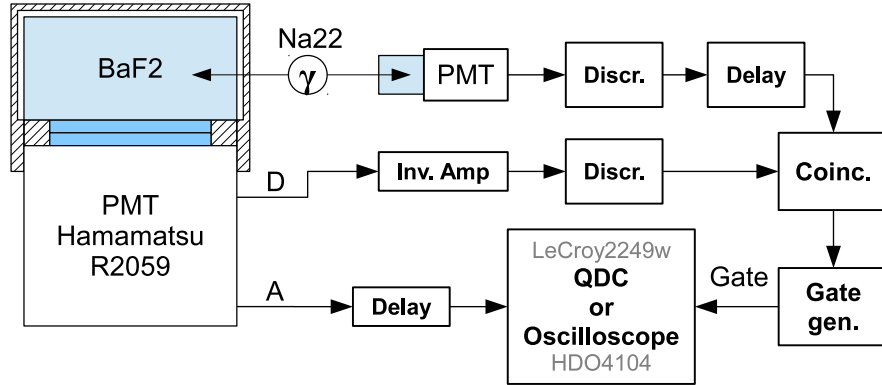 Na22
BaF2
γ
PMT
Discr.
Delay
D
Inv. Amp
Discr.
Coinc.
PMT
Hamamatsu
R2059
A
Delay
LeCroy2249w
QDC
or
Oscilloscope
HDO4104
Gate
Gate
gen.